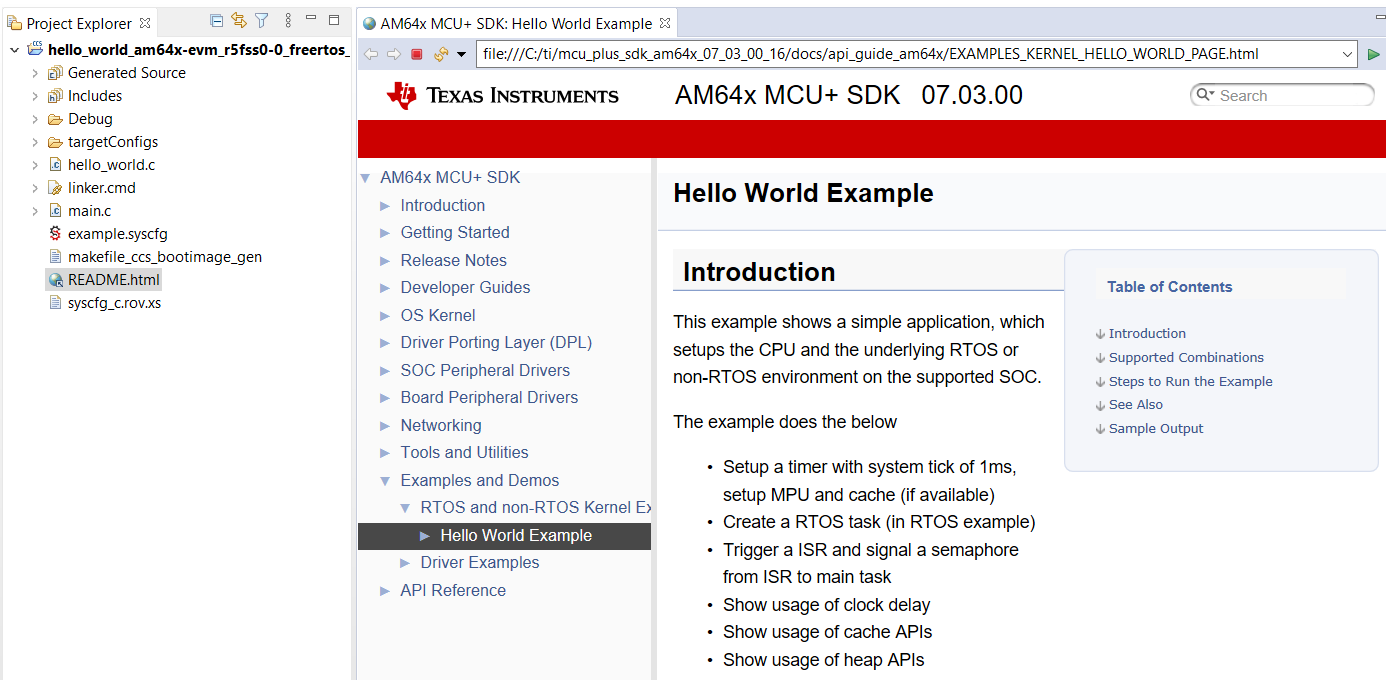 Project Explorer
hello_world_am64x-evm_r5fss0-0_freertos_
Generated Source
Includes
Debug
targetConfigs
hello_world.c
linker.cmd
main.c
example.syscfg
makefile_ccs_bootimage_gen
README.html
syscfg_c.rov.xs
AM64x MCU+ SDK: Hello World Example
file:///C:/ti/mcu_plus_sdk_am64x_07_03_00_16/docs/api_guide_am64x/EXAMPLES_KERNEL_HELLO_WORLD_PAGE.html
TEXAS INSTRUMENTS
AM64x MCU+ SDK 07.03.00
Search
AM64x MCU+ SDK
Introduction
Getting Started
Release Notes
Developer Guides
OS Kernel
Driver Porting Layer (DPL)
SOC Peripheral Drivers
Board Peripheral Drivers
Networking
Tools and Utilities
Examples and Demos
RTOS and non-RTOS Kernel Ex
Hello World Example
Driver Examples
API Reference
Hello World Example
Introduction
This example shows a simple application, which
setups the CPU and the underlying RTOS or
non-RTOS environment on the supported SOC.
The example does the below
• Setup a timer with system tick of 1ms,
setup MPU and cache (if available)
• Create a RTOS task (in RTOS example)
• Trigger a ISR and signal a semaphore
from ISR to main task
• Show usage of clock delay
• Show usage of cache APIs
• Show usage of heap APIs
Table of Contents
↓ Introduction
↓ Supported Combinations
↓ Steps to Run the Example
↓ See Also
↓ Sample Output